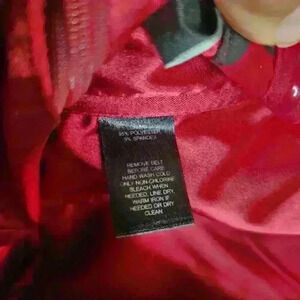 95% POLYESTER
5% SPANDEX
REMOVE BELT
BEFORE CARE
HAND WASH COLD
ONLY NON-CHLORINE
BLEACH WHEN
NEEDED, LINE DRY,
WARM IRON IF
NEEDED OR DRY
CLEAN